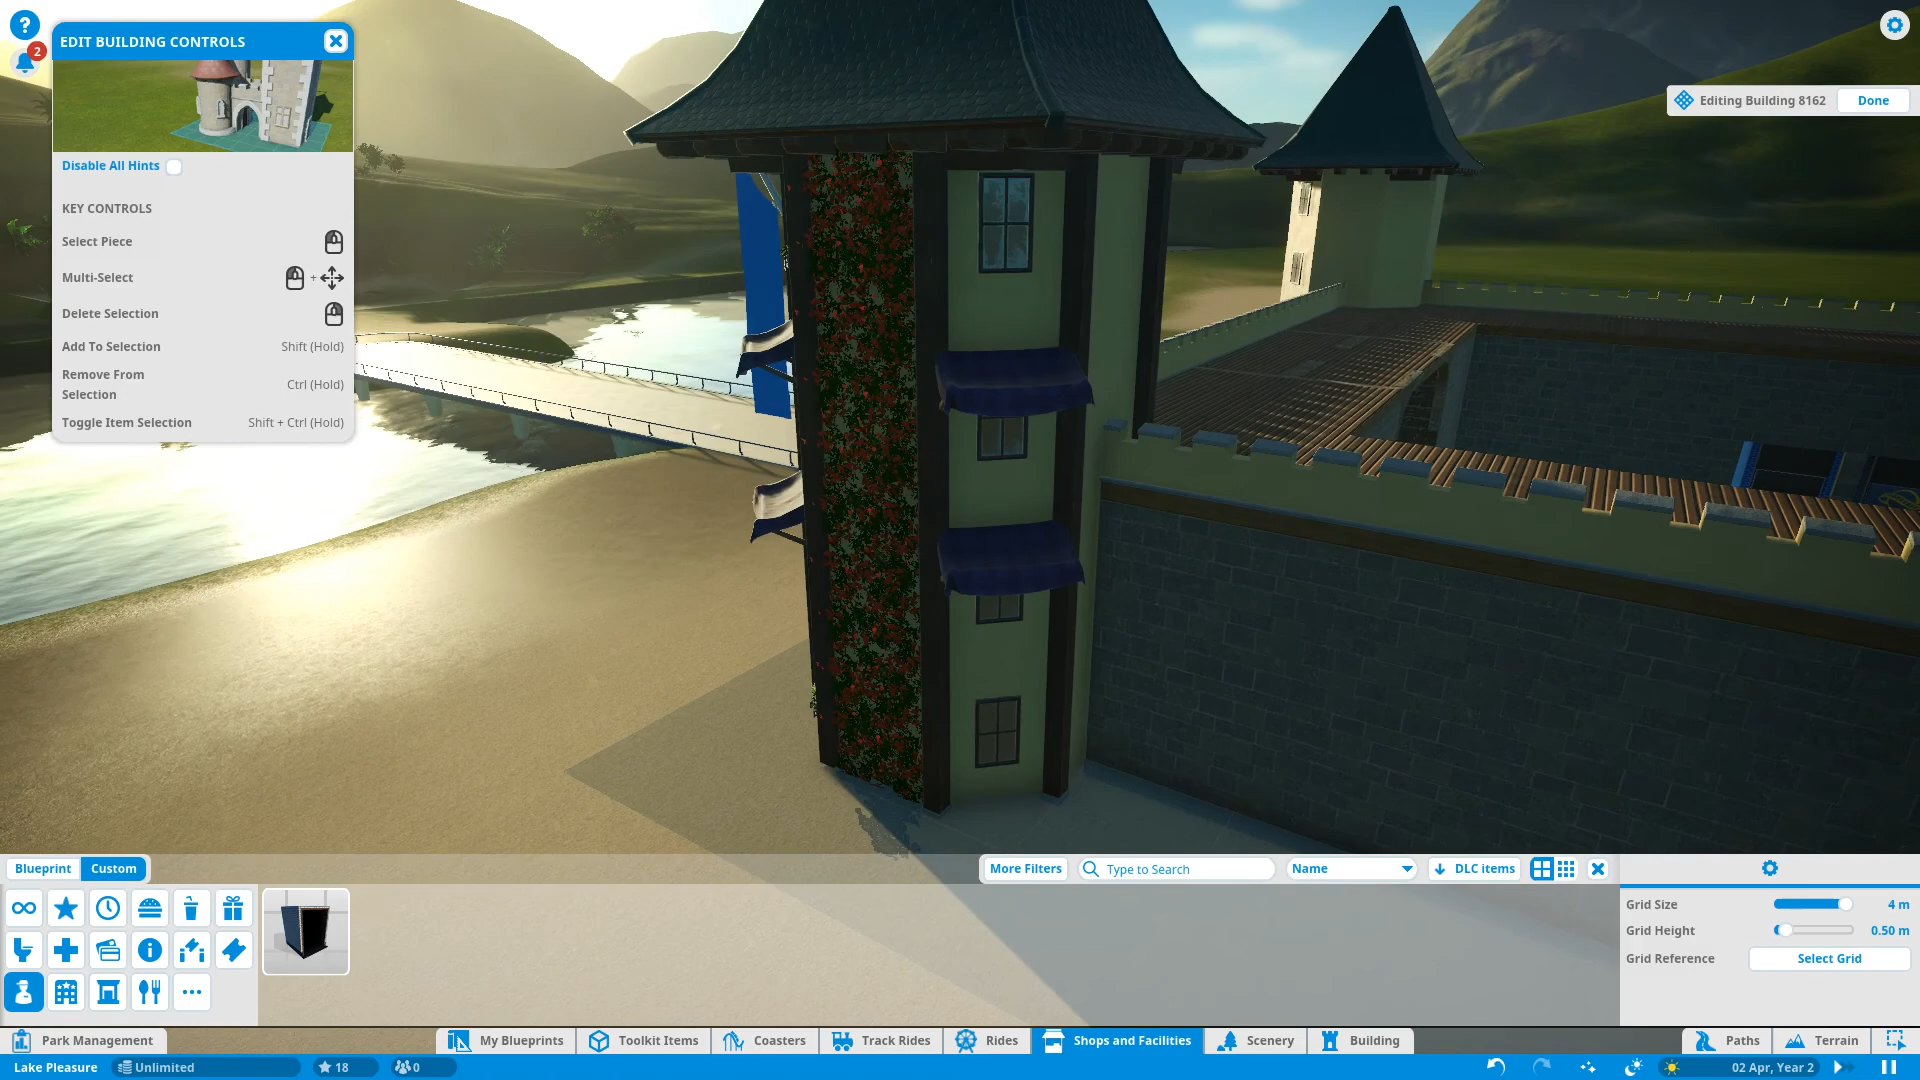 ?
2
EDIT BUILDING CONTROLS
Disable All Hints
KEY CONTROLS
Select Piece
Multi-Select
+
Delete Selection
Add To Selection Shift (Hold)
Remove From
Selection Ctrl (Hold)
Toggle Item Selection Shift + Ctrl (Hold)
Editing Building 8162 Done
Blueprint Custom
More Filters Type to Search Name DLC items
Grid Size 4 m
Grid Height 0.50 m
Grid Reference Select Grid
Park Management My Blueprints Toolkit Items Coasters Track Rides Rides Shops and Facilities Scenery Building Paths Terrain
Lake Pleasure Unlimited 18 0 02 Apr, Year 2